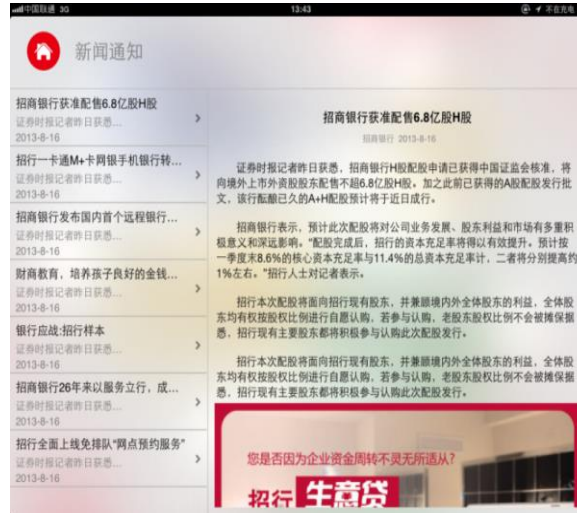 中国联通 3G
13:43
不在充电
新闻通知
招商银行获准配售6.8亿股H股
证券时报记者昨日获悉...
2013-8-16
招行一卡通M+卡网银手机银行转...
证券时报记者昨日获悉...
2013-8-16
招商银行发布国内首个远程银行...
证券时报记者昨日获悉...
2013-8-16
财商教育，培养孩子良好的金钱...
证券时报记者昨日获悉...
2013-8-16
银行应战:招行样本
证券时报记者昨日获悉...
2013-8-16
招商银行26年来以服务立行，成...
证券时报记者昨日获悉...
2013-8-16
招行全面上线免排队“网点预约服务”
证券时报记者昨日获悉...
2013-8-16
招商银行获准配售6.8亿股H股
招商银行 2013-8-16
证券时报记者昨日获悉，招商银行H股配股申请已获得中国证监会核准，将
向境外上市外资股股东配售不超6.8亿股H股。加之此前已获得的A股配股发行批
文，该行酝酿已久的A+H配股预计将于近日成行。
招商银行表示，预计此次配股将对公司业务发展、股东利益和市场有多重积
极意义和深远影响。“配股完成后，招行的资本充足率将得以有效提升。预计按
一季度末8.6%的核心资本充足率与11.4%的总资本充足率计，二者将分别提高约
1%左右。”招行人士对记者表示。
招行本次配股将面向招行现有股东，并兼顾境内外全体股东的利益，全体股
东均有权按股权比例进行自愿认购，若参与认购，老股东股权比例不会被摊保据
悉，招行现有主要股东都将积极参与认购此次配股发行。
招行本次配股将面向招行现有股东，并兼顾境内外全体股东的利益，全体股
东均有权按股权比例进行自愿认购，若参与认购，老股东股权比例不会被摊保据
悉，招行现有主要股东都将积极参与认购此次配股发行。
您是否因为企业资金周转不灵无所适从?
招行 生意贷